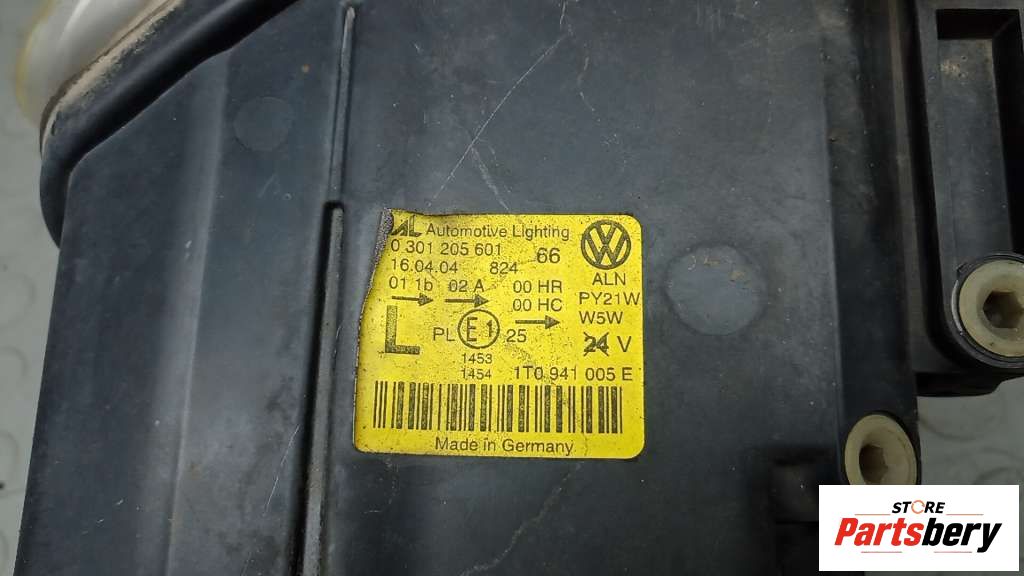 AL Automotive Lighting
0 301 205 601 66
16.04.04 824
ALN
01 1b 02 A 00 HR
PY21W
00 HC
W5W
L PL E1 25
24 V
1453
1454 1T0 941 005 E
Made in Germany
STORE
Partsbery